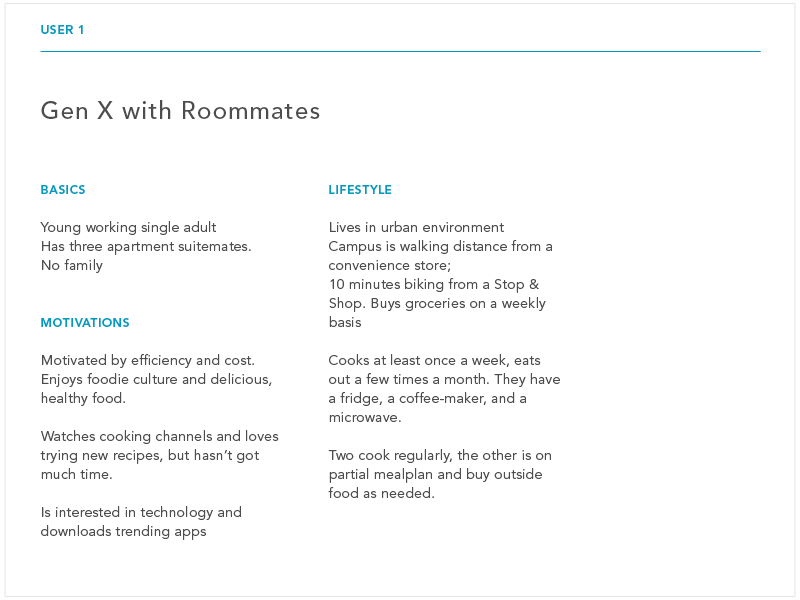 USER 1
Gen X with Roommates
BASICS
Young working single adult
Has three apartment suitemates.
No family
MOTIVATIONS
Motivated by efficiency and cost.
Enjoys foodie culture and delicious,
healthy food.
Watches cooking channels and loves
trying new recipes, but hasn't got
much time.
Is interested in technology and
downloads trending apps
LIFESTYLE
Lives in urban environment
Campus is walking distance from a
convenience store;
10 minutes biking from a Stop &
Shop. Buys groceries on a weekly
basis
Cooks at least once a week, eats
out a few times a month. They have
a fridge, a coffee-maker, and a
microwave.
Two cook regularly, the other is on
partial mealplan and buy outside
food as needed.